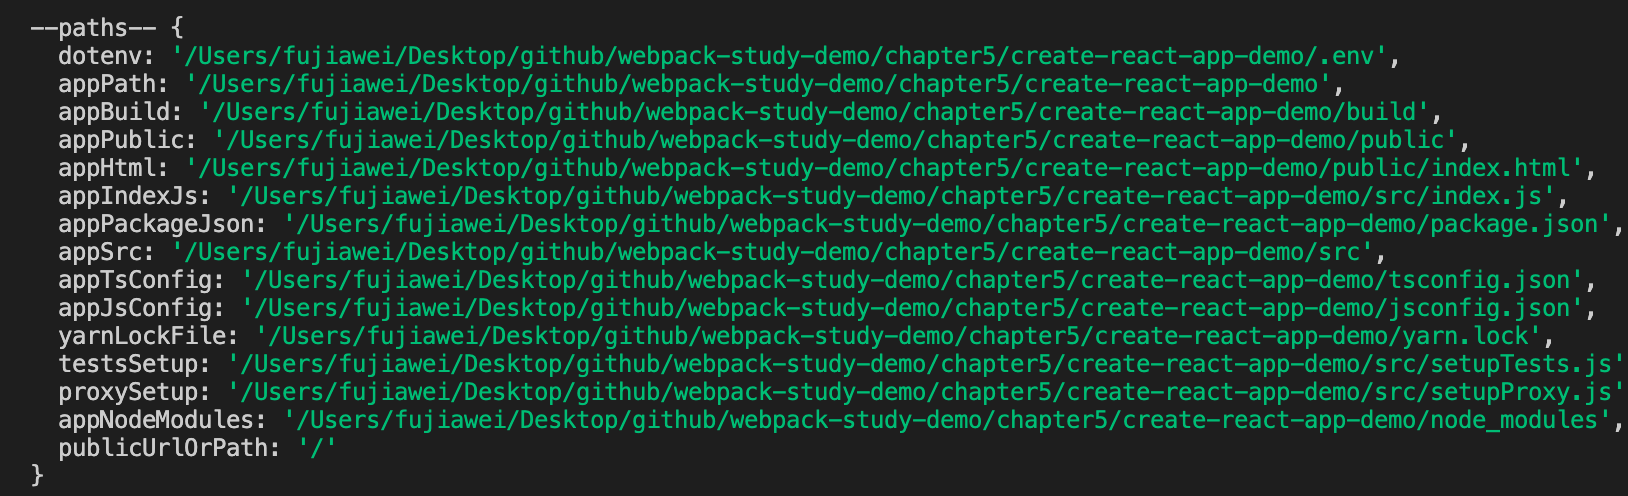 --paths-- {
dotenv: '/Users/fujiawei/Desktop/github/webpack-study-demo/chapter5/create-react-app-demo/.env',
appPath: '/Users/fujiawei/Desktop/github/webpack-study-demo/chapter5/create-react-app-demo',
appBuild: '/Users/fujiawei/Desktop/github/webpack-study-demo/chapter5/create-react-app-demo/build',
appPublic: '/Users/fujiawei/Desktop/github/webpack-study-demo/chapter5/create-react-app-demo/public',
appHtml: '/Users/fujiawei/Desktop/github/webpack-study-demo/chapter5/create-react-app-demo/public/index.html',
appIndexJs: '/Users/fujiawei/Desktop/github/webpack-study-demo/chapter5/create-react-app-demo/src/index.js',
appPackageJson: '/Users/fujiawei/Desktop/github/webpack-study-demo/chapter5/create-react-app-demo/package.json',
appSrc: '/Users/fujiawei/Desktop/github/webpack-study-demo/chapter5/create-react-app-demo/src',
appTsConfig: '/Users/fujiawei/Desktop/github/webpack-study-demo/chapter5/create-react-app-demo/tsconfig.json',
appJsConfig: '/Users/fujiawei/Desktop/github/webpack-study-demo/chapter5/create-react-app-demo/jsconfig.json',
yarnLockFile: '/Users/fujiawei/Desktop/github/webpack-study-demo/chapter5/create-react-app-demo/yarn.lock',
testsSetup: '/Users/fujiawei/Desktop/github/webpack-study-demo/chapter5/create-react-app-demo/src/setupTests.js'
proxySetup: '/Users/fujiawei/Desktop/github/webpack-study-demo/chapter5/create-react-app-demo/src/setupProxy.js'
appNodeModules: '/Users/fujiawei/Desktop/github/webpack-study-demo/chapter5/create-react-app-demo/node_modules',
publicUrlOrPath: '/'
}